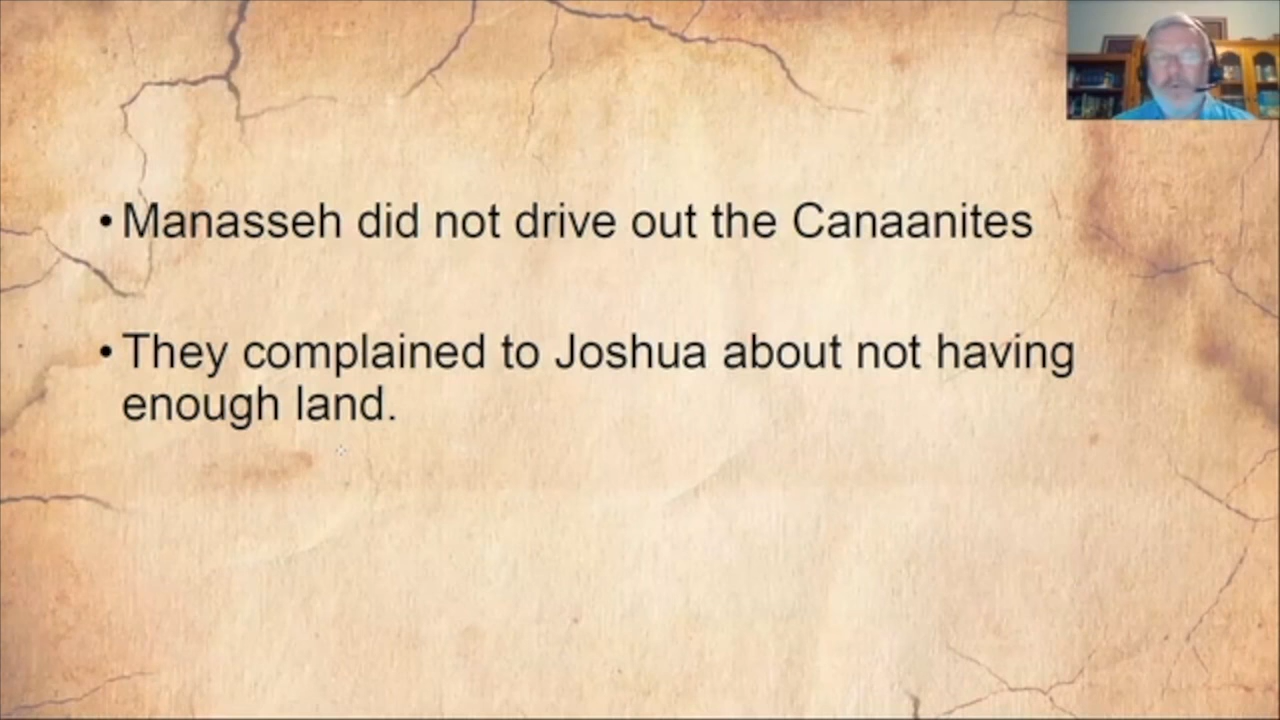 • Manasseh did not drive out the Canaanites
• They complained to Joshua about not having
enough land.